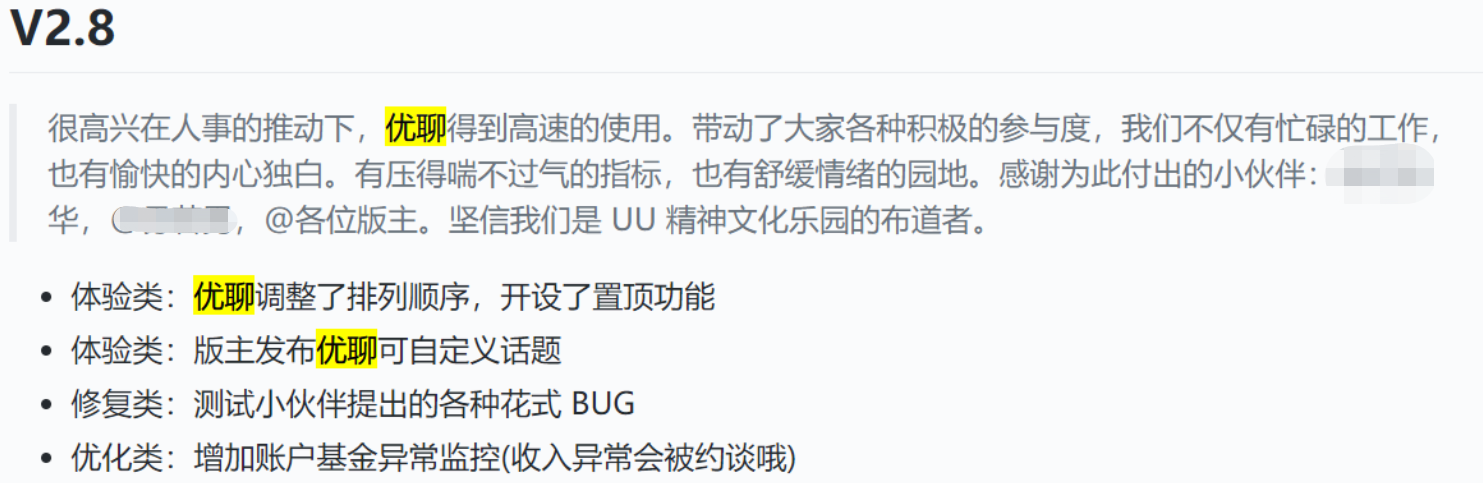 V2.8
很高兴在人事的推动下，优聊得到高速的使用。带动了大家各种积极的参与度，我们不仅有忙碌的工作，
也有愉快的内心独白。有压得喘不过气的指标，也有舒缓情绪的园地。感谢为此付出的小伙伴：
华，@，@各位版主。坚信我们是 UU 精神文化乐园的布道者。
体验类：优聊调整了排列顺序，开设了置顶功能
体验类：版主发布优聊可自定义话题
修复类：测试小伙伴提出的各种花式 BUG
优化类：增加账户基金异常监控(收入异常会被约谈哦)